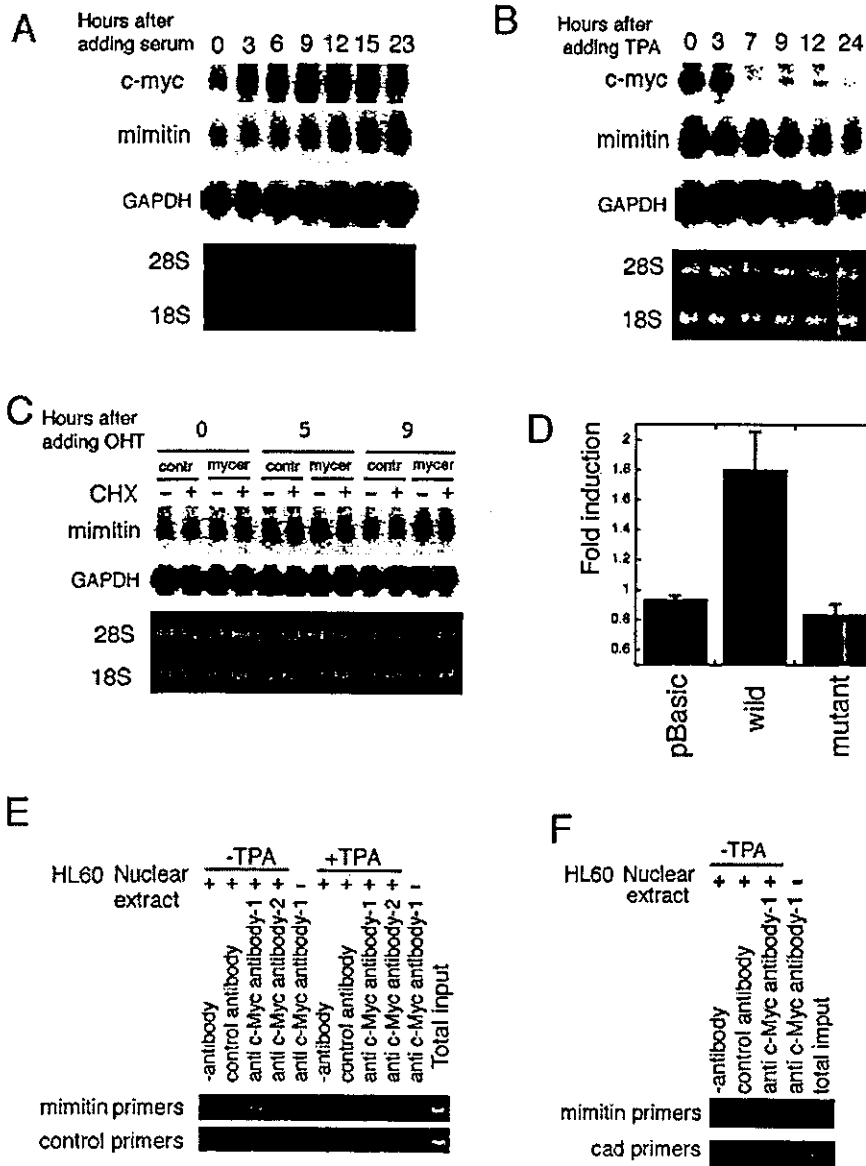 A
Hours after
adding serum
0 3 6 9 12 15 23
c-myc
mimitin
GAPDH
28S
18S
B
Hours after
adding TPA
0 3 7 9 12 24
c-myc
mimitin
GAPDH
28S
18S
C
Hours after
adding OHT
0 5 9
contr mycer contr mycer contr mycer
CHX - + - + - + - + - + - +
mimitin
GAPDH
28S
18S
D
Fold induction
2
1.8
1.6
1.4
1.2
1
0.8
0.6
pBasic
wild
mutant
E
-TPA +TPA
HL60 Nuclear
extract
+ + + + - + + + + -
-antibody
control antibody
anti c-Myc antibody-1
anti c-Myc antibody-2
anti c-Myc antibody-1
-antibody
control antibody
anti c-Myc antibody-1
anti c-Myc antibody-2
anti c-Myc antibody-1
Total input
mimitin primers
control primers
F
-TPA
HL60 Nuclear
extract
+ + + -
-antibody
control antibody
anti c-Myc antibody-1
anti c-Myc antibody-1
total input
mimitin primers
cad primers